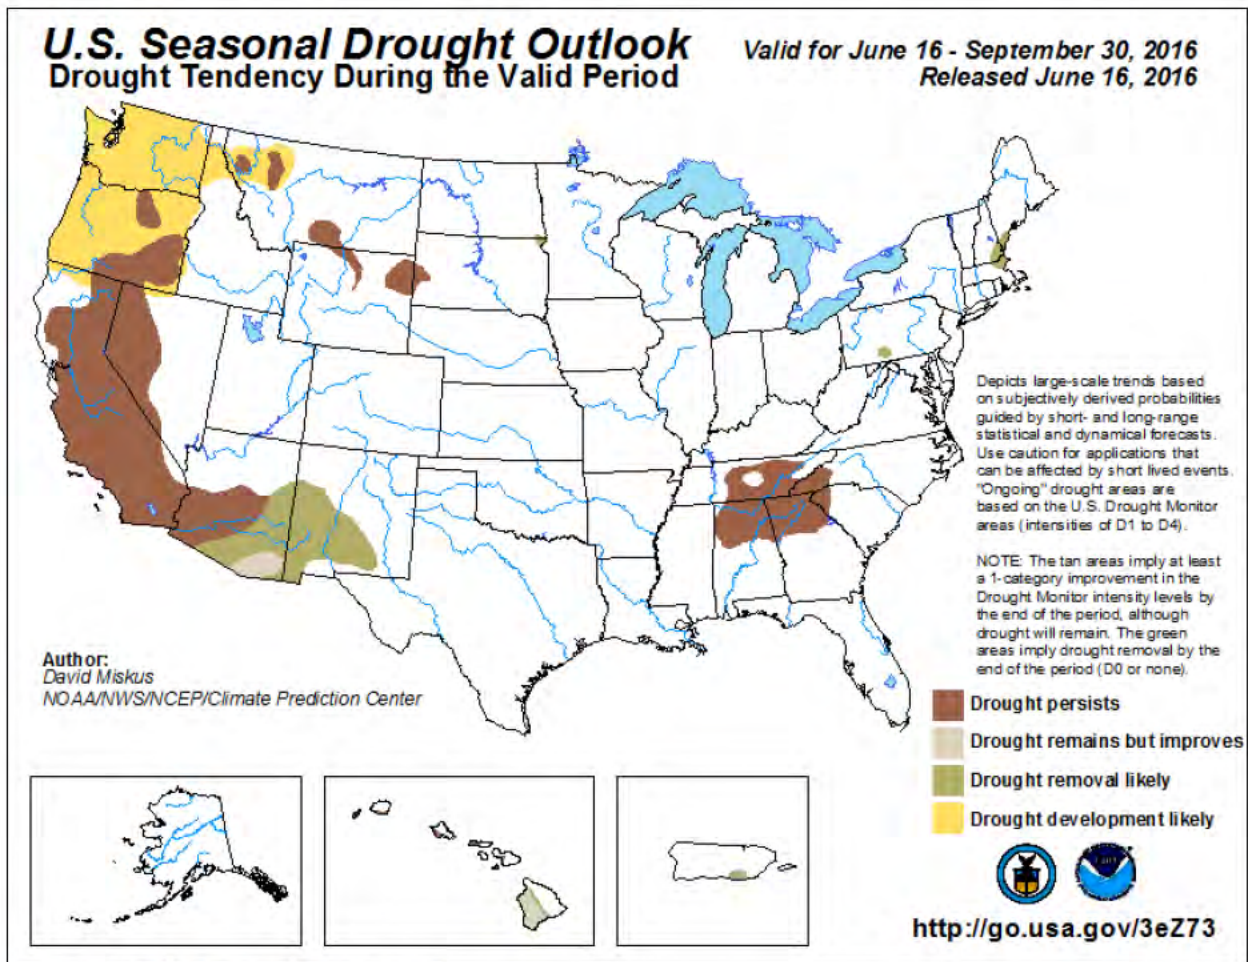 U.S. Seasonal Drought Outlook
Drought Tendency During the Valid Period
Valid for June 16 - September 30, 2016
Released June 16, 2016
Depicts large-scale trends based
on subjectively derived probabilities
guided by short- and long-range
statistical and dynamical forecasts.
Use caution for applications that
can be affected by short lived events.
"Ongoing" drought areas are
based on the U.S. Drought Monitor
areas (intensities of D1 to D4).
NOTE: The tan areas imply at least
a 1-category improvement in the
Drought Monitor intensity levels by
the end of the period, although
drought will remain. The green
areas imply drought removal by the
end of the period (D0 or none).
Author:
David Miskus
NOAA/NWS/NCEP/Climate Prediction Center
Drought persists
Drought remains but improves
Drought removal likely
Drought development likely
http://go.usa.gov/3eZ73